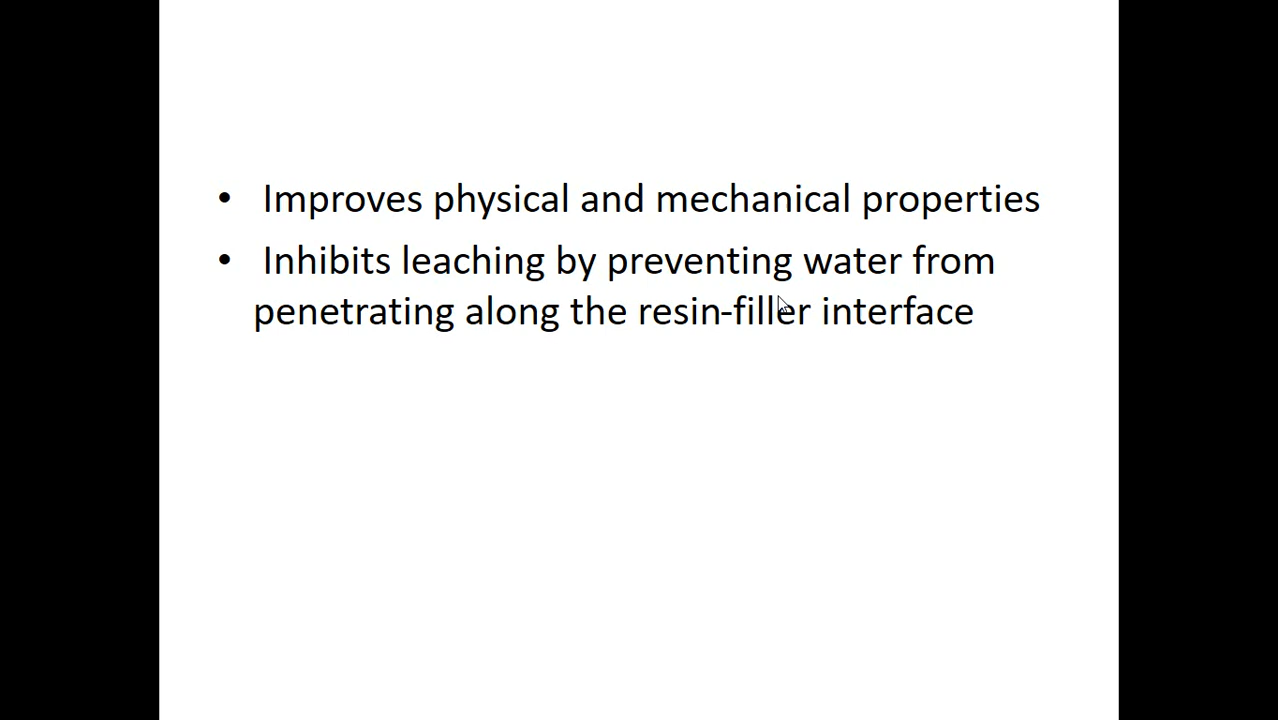 • Improves physical and mechanical properties
• Inhibits leaching by preventing water from
penetrating along the resin-filler interface